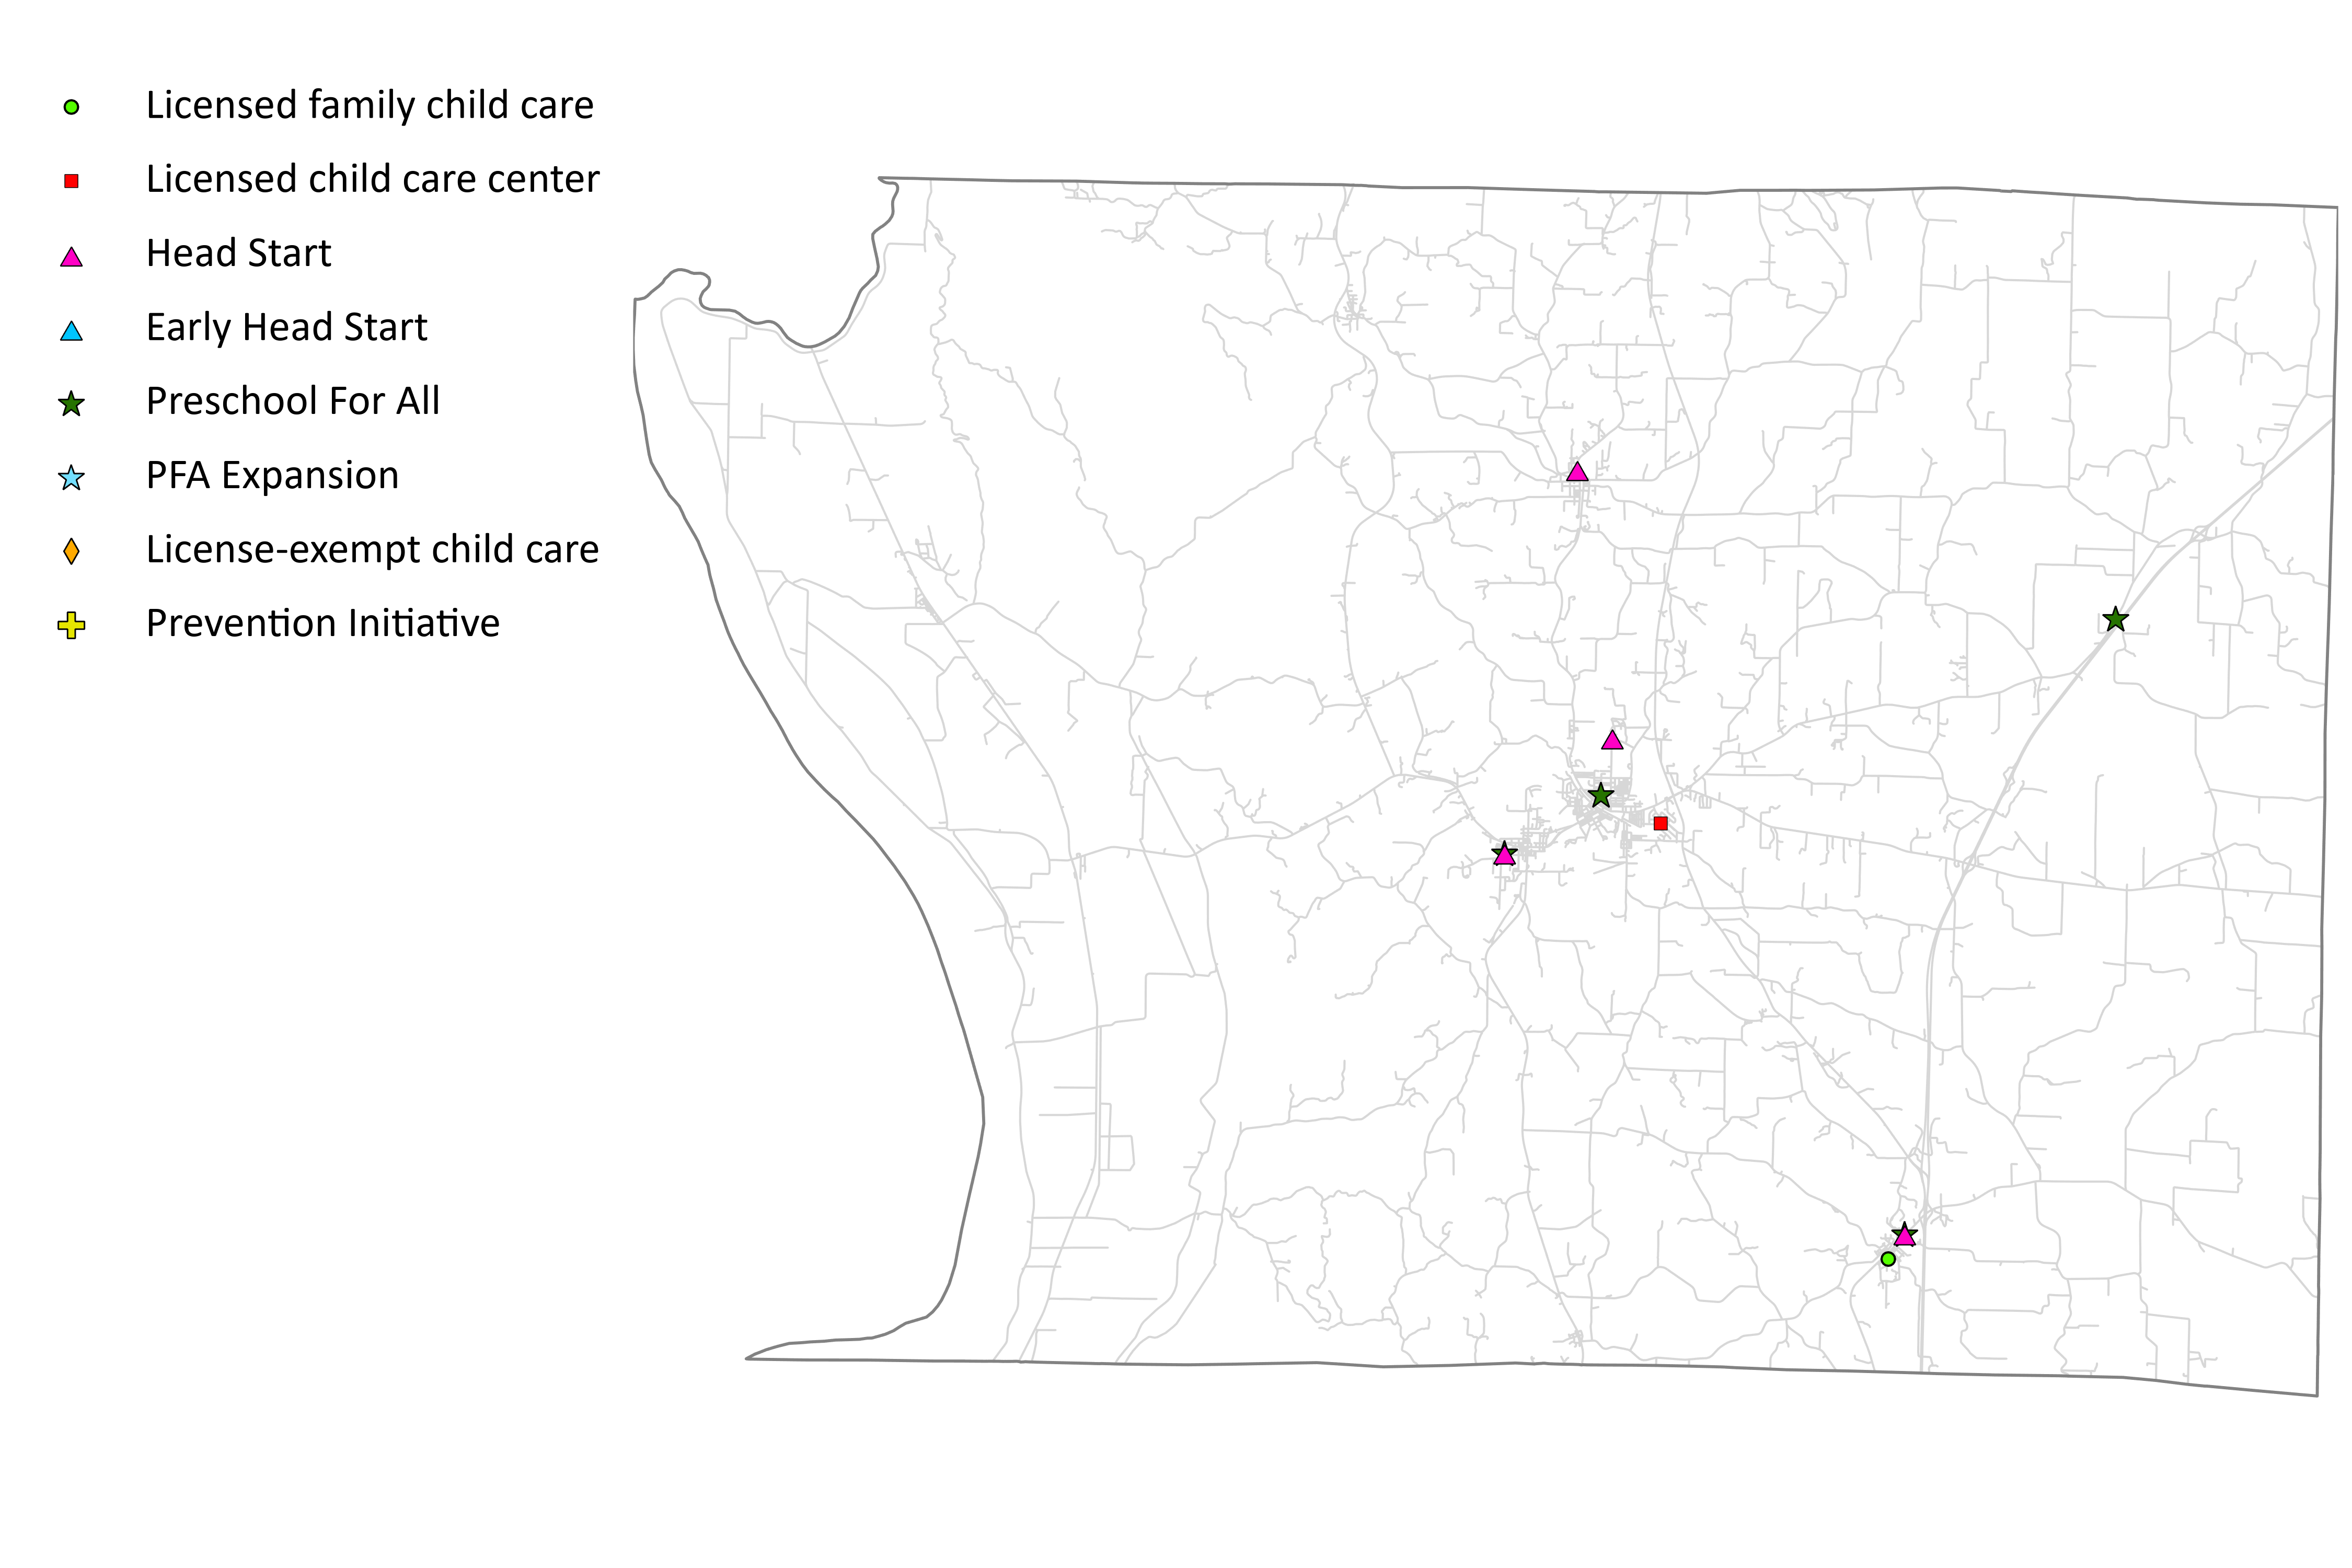 Licensed family child care
Licensed child care center
Head Start
Early Head Start
Preschool For All
PFA Expansion
License-exempt child care
Prevention Initiative